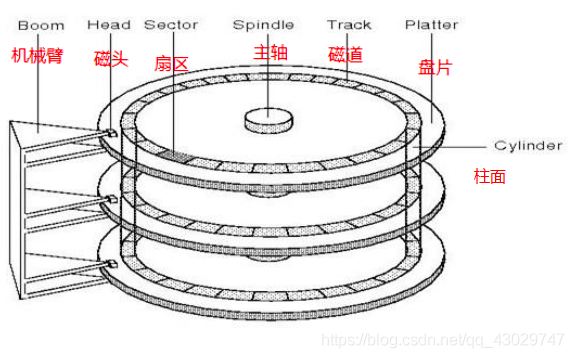 Boom Head Sector Spindle Track Platter
机械臂 磁头 扇区 主轴 磁道 盘片
Cylinder
柱面
https://blog.csdn.net/qq_43029747